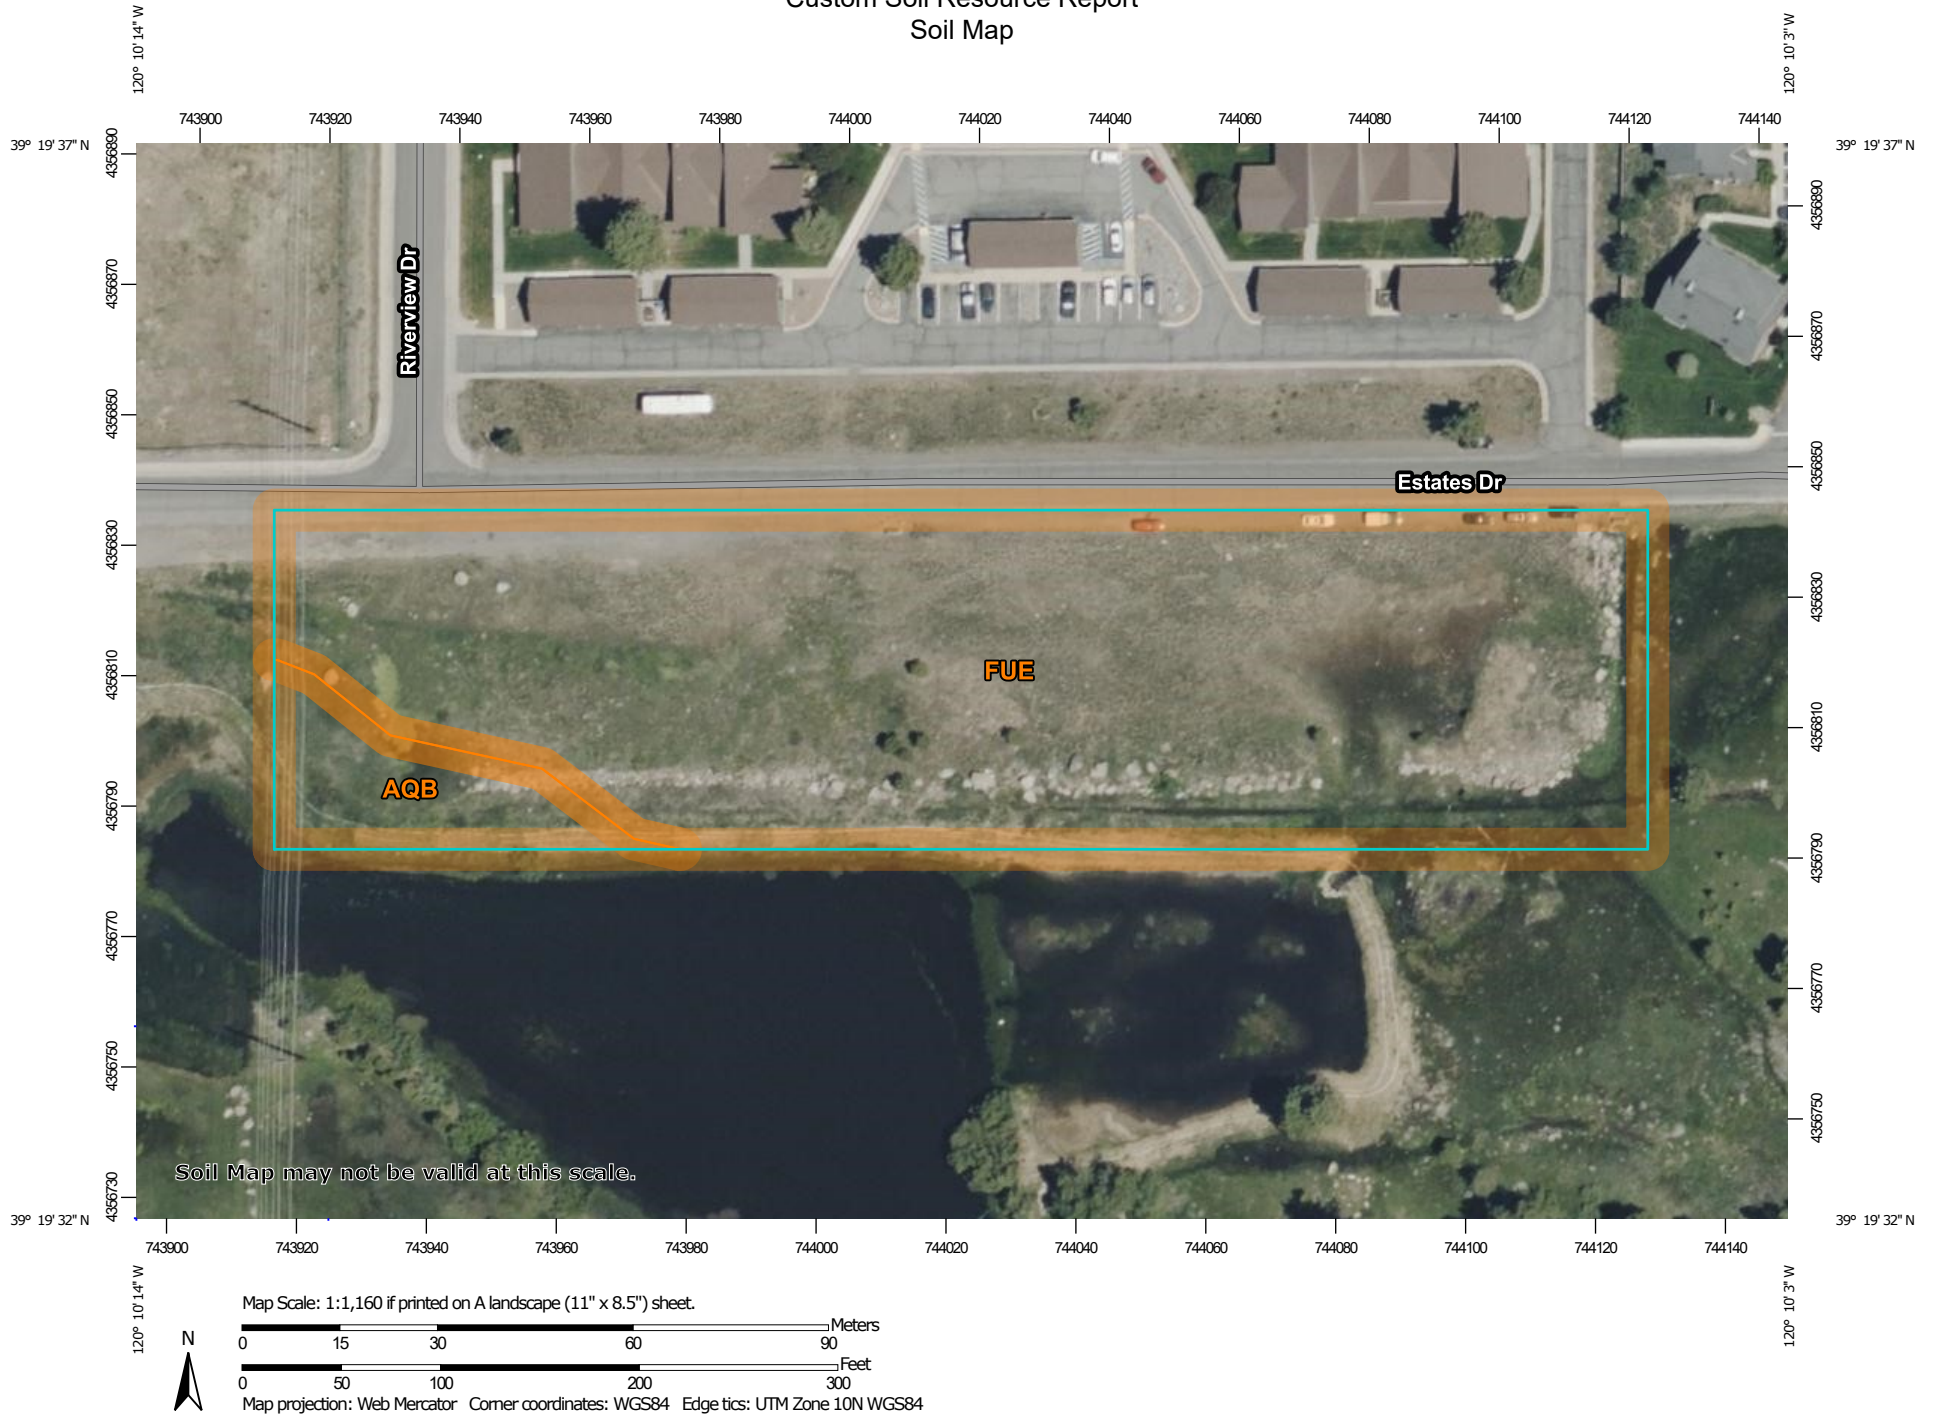 Custom Soil Resource Report
Soil Map
120° 10' 14" W
120° 10' 3" W
743900 743920 743940 743960 743980 744000 744020 744040 744060 744080 744100 744120 744140
39° 19' 37" N
39° 19' 37" N
4356890
4356870
4356850
4356830
4356810
4356790
4356770
4356750
4356730
4356890
4356870
4356850
4356830
4356810
4356790
4356770
4356750
Riverview Dr
Estates Dr
FUE
AQB
Soil Map may not be valid at this scale.
39° 19' 32" N
39° 19' 32" N
743900 743920 743940 743960 743980 744000 744020 744040 744060 744080 744100 744120 744140
120° 10' 14" W
120° 10' 3" W
Map Scale: 1:1,160 if printed on A landscape (11" x 8.5") sheet.
Meters
0 15 30 60 90
Feet
0 50 100 200 300
N
Map projection: Web Mercator Corner coordinates: WGS84 Edge tics: UTM Zone 10N WGS84